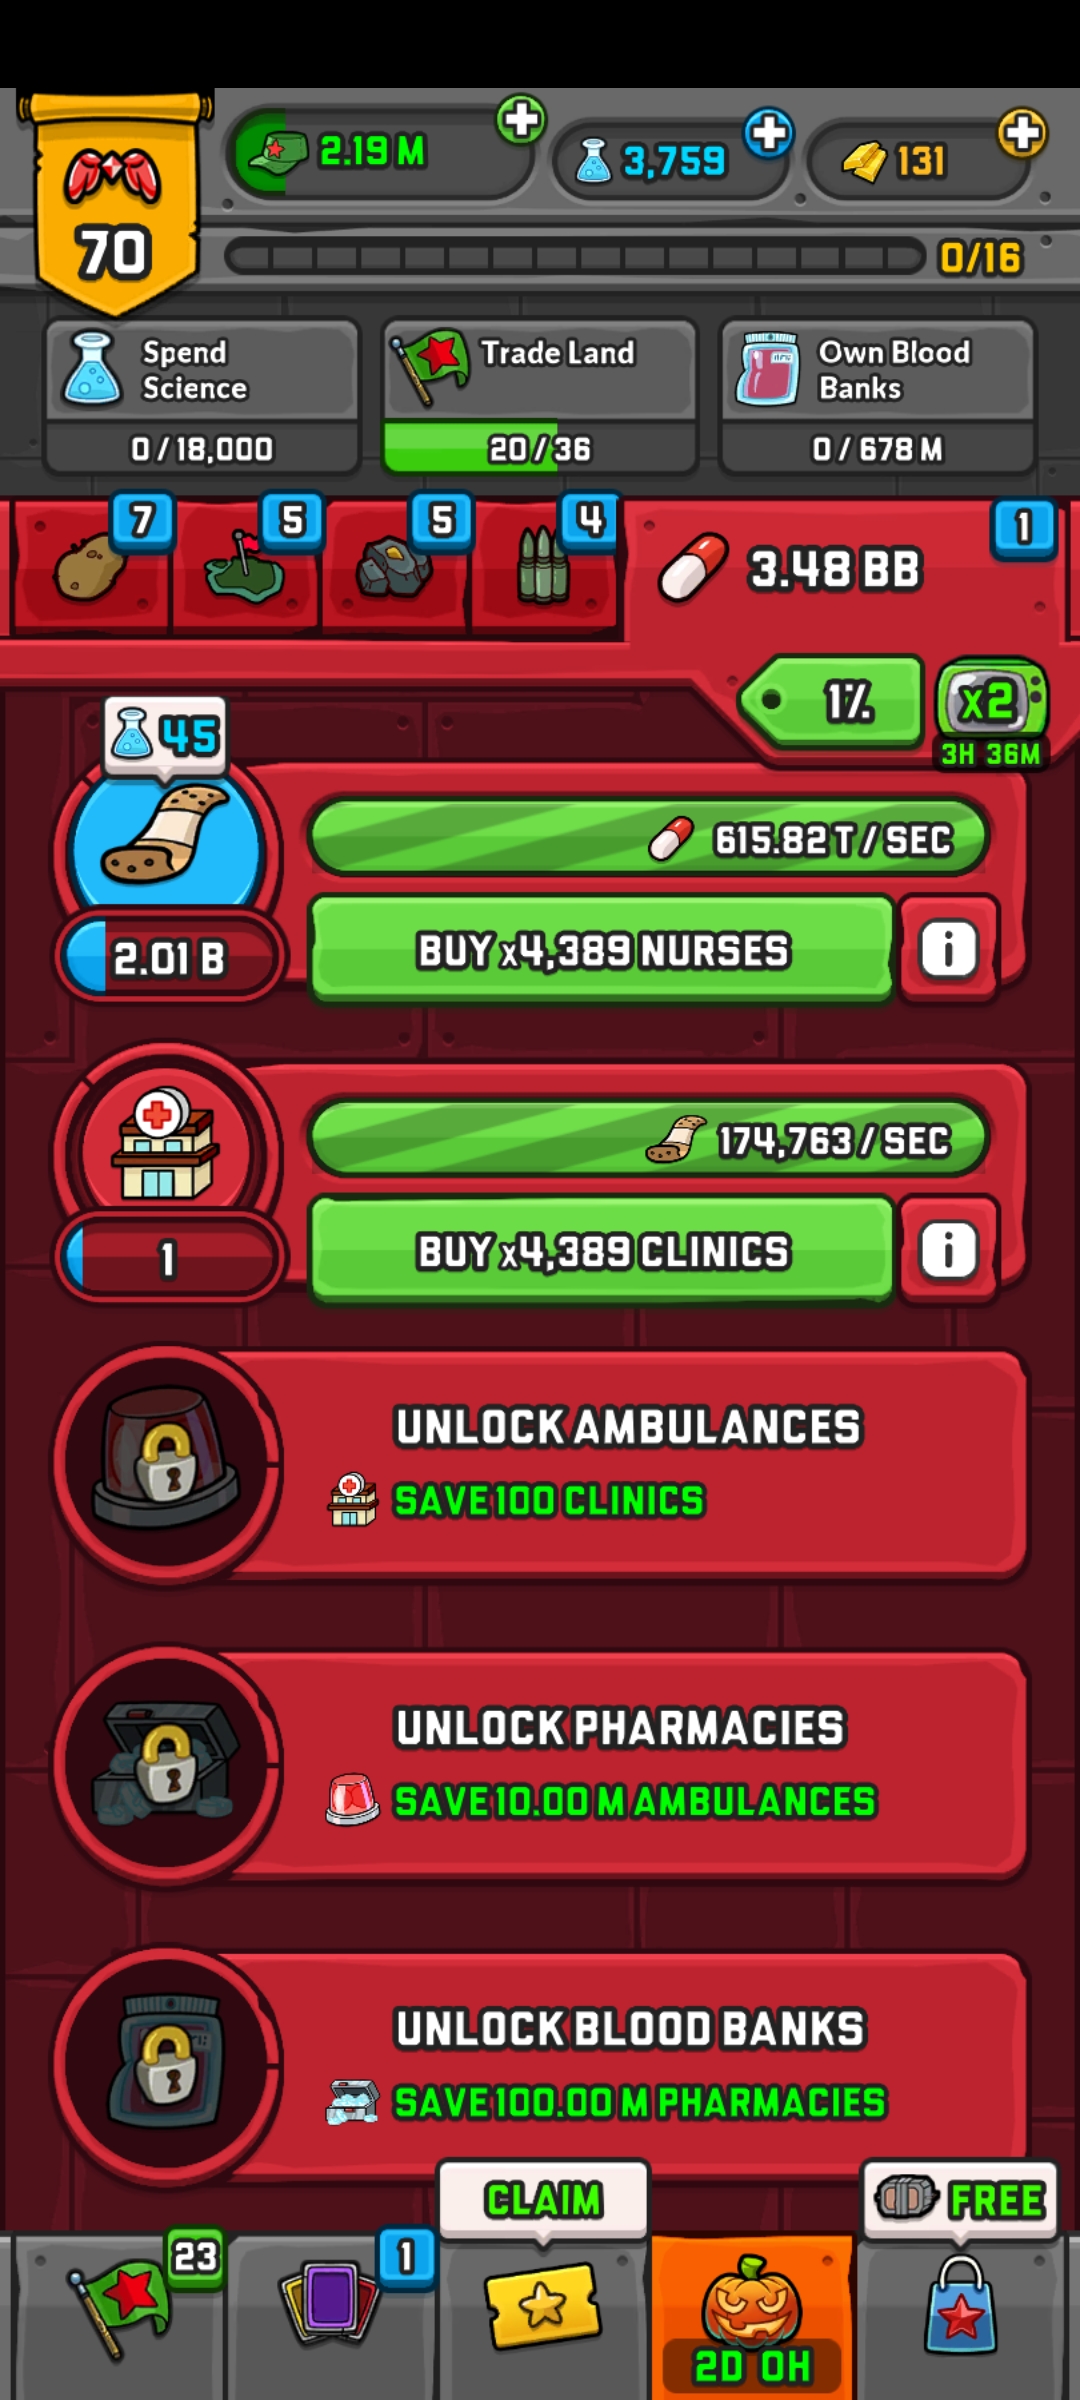 2.19 M
3,759
131
70
0/16
Spend
Science
0 / 18,000
Trade Land
20 / 36
Own Blood
Banks
0 / 678 M
7
5
5
4
3.48 BB
1
1%
x2
3H 36M
45
615.82T / SEC
2.01 B
BUY x4,389 NURSES
i
174,763 / SEC
1
BUY x4,389 CLINICS
i
UNLOCK AMBULANCES
SAVE 100 CLINICS
UNLOCK PHARMACIES
SAVE 10.00 M AMBULANCES
UNLOCK BLOOD BANKS
SAVE 100.00 M PHARMACIES
CLAIM
FREE
23
1
2D 0H